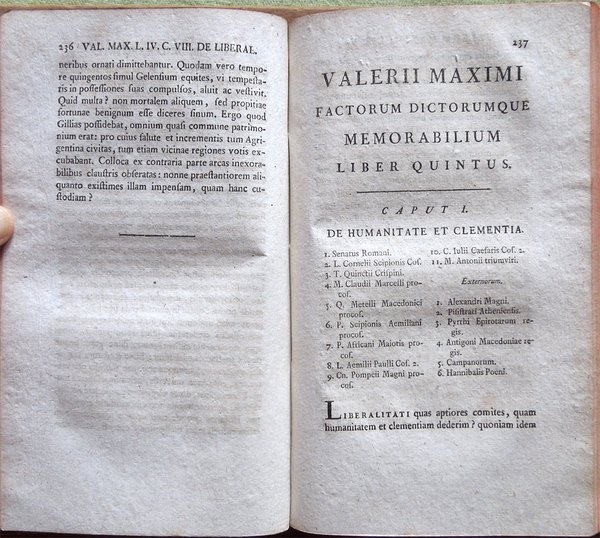 236 VAL. MAX. L. IV. C. VIII. DE LIBERAL.
neribus ornati dimittebantur. Quodam vero tempo-
re quingentos simul Gelensium equites, vi tempesta-
tis in possessiones suas compulsos, aluit ac vestivit.
Quid multa? non mortalem aliquem, sed propitiae
fortunae benignum esse diceres sinum. Ergo quod
Gillias possidebat, omnium quasi commune patrimo-
nium erat: pro cuius salute et incrementis tum Agri-
gentina civitas, tum etiam vicinae regiones votis ex-
cubabant. Colloca ex contraria parte arcas inexora-
bilibus claustris obseratas: nonne praestantiorem ali-
quanto existimes illam impensam, quam hanc cu-
stodiam?
237
VALERII MAXIMI
FACTORUM DICTORUMQUE
MEMORABILIUM
LIBER QUINTUS.
CAPUT I.
DE HUMANITATE ET CLEMENTIA.
1. Senatus Romani.
2. L. Cornelii Scipionis Cos.
3. T. Quinctii Crispini.
4. M. Claudii Marcelli pro-
cos.
5. Q. Metelli Macedonici
procos.
6. P. Scipionis Aemiliani
procos.
7. P. Africani Maioris pro-
cos.
8. L. Aemilii Paulli Cos. 2.
9. Cn. Pompeii Magni pro-
cos.
10. C. Iulii Caesaris Cos. 2.
11. M. Antonii triumviri.
Externorum.
1. Alexandri Magni.
2. Pisistrati Atheniensis.
3. Pyrrhi Epirotarum re-
gis.
4. Antigoni Macedoniae re-
gis.
5. Campanorum.
6. Hannibalis Poeni.
LIBERALITATI quas aptiores comites, quam
humanitatem et clementiam dederim? quoniam idem